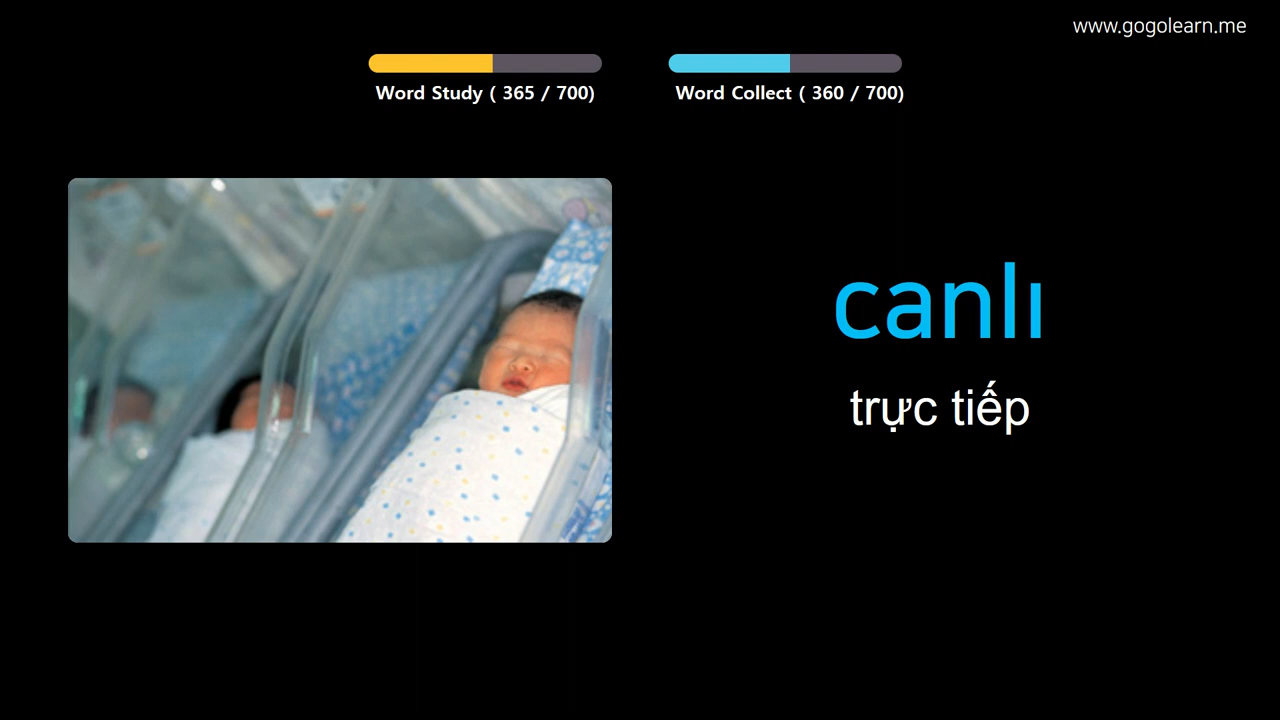 www.gogolearn.me
Word Study ( 365 / 700)
Word Collect ( 360 / 700)
canlı
trực tiếp